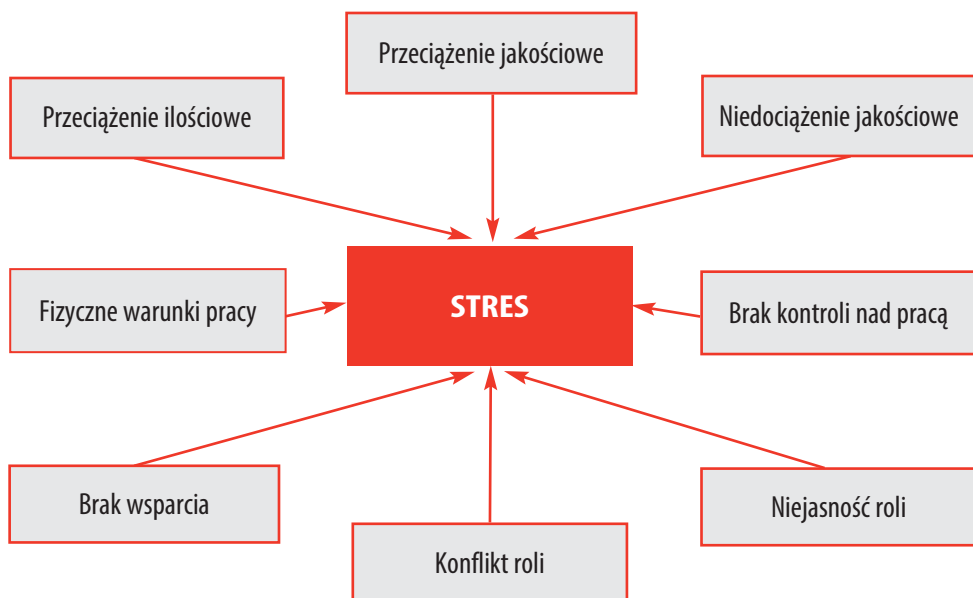 Przeciążenie jakościowe
Przeciążenie ilościowe
Niedociążenie jakościowe
Fizyczne warunki pracy
STRES
Brak kontroli nad pracą
Brak wsparcia
Niejasność roli
Konflikt roli